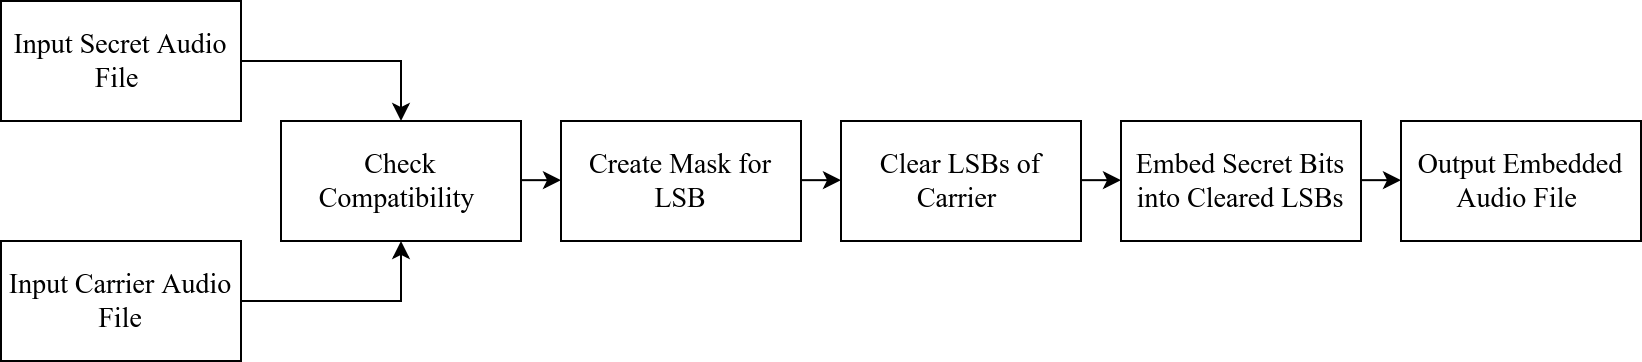 Input Secret Audio
File
Input Carrier Audio
File
Check
Compatibility
Create Mask for
LSB
Clear LSBs of
Carrier
Embed Secret Bits
into Cleared LSBs
Output Embedded
Audio File